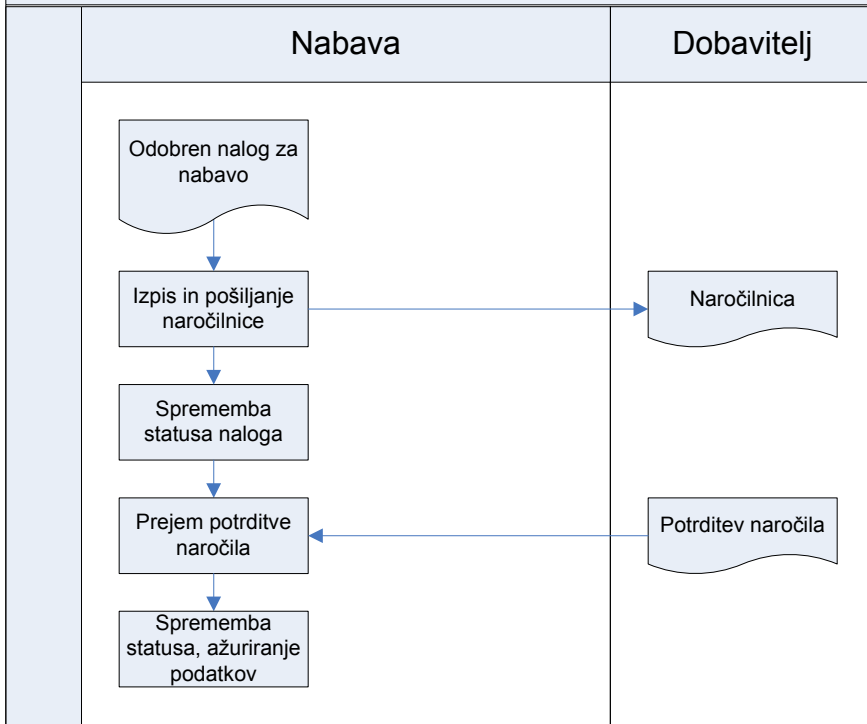 Nabava
Dobavitelj
Odobren nalog za
nabavo
Izpis in pošiljanje
naročilnice
Naročilnica
Sprememba
statusa naloga
Prejem potrditve
naročila
Potrditev naročila
Sprememba
statusa, ažuriranje
podatkov